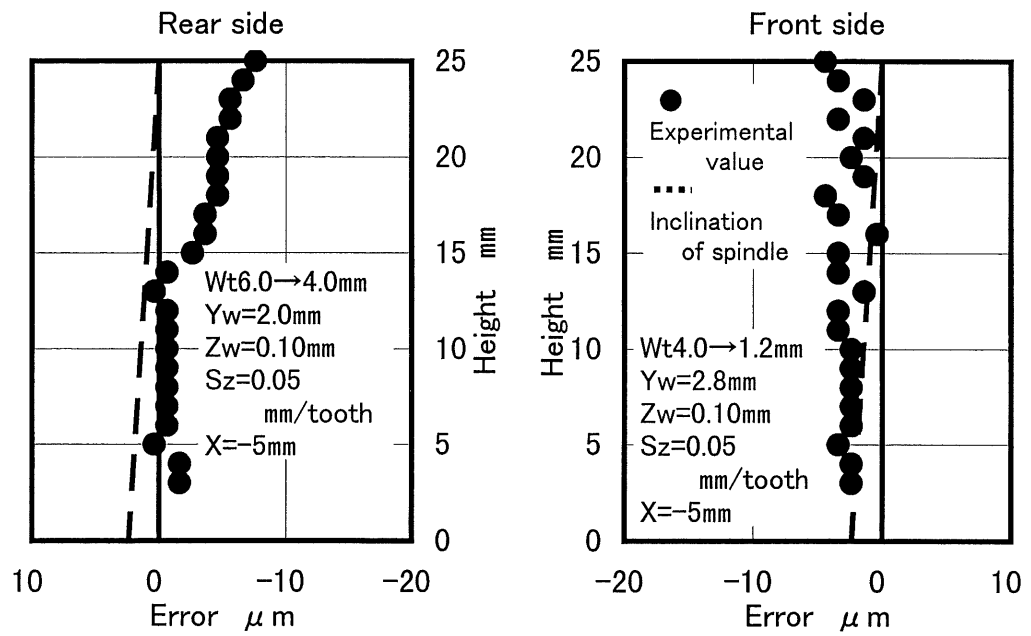 Rear side
25
20
15
10
5
0
Height mm
Wt6.0→4.0mm
Yw=2.0mm
Zw=0.10mm
Sz=0.05
mm/tooth
X=-5mm
10 0 -10 -20
Error μm
Front side
25
20
15
10
5
0
Height mm
Experimental
value
Inclination
of spindle
Wt4.0→1.2mm
Yw=2.8mm
Zw=0.10mm
Sz=0.05
mm/tooth
X=-5mm
-20 -10 0 10
Error μm